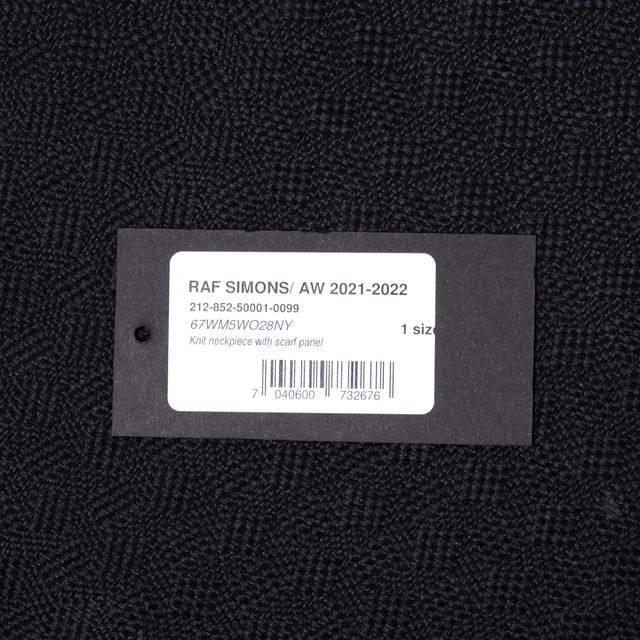 RAF SIMONS/ AW 2021-2022
212-852-50001-0099
67WM5WO28NY
1 size
Knit neckpiece with scarf panel
7 040600 732676